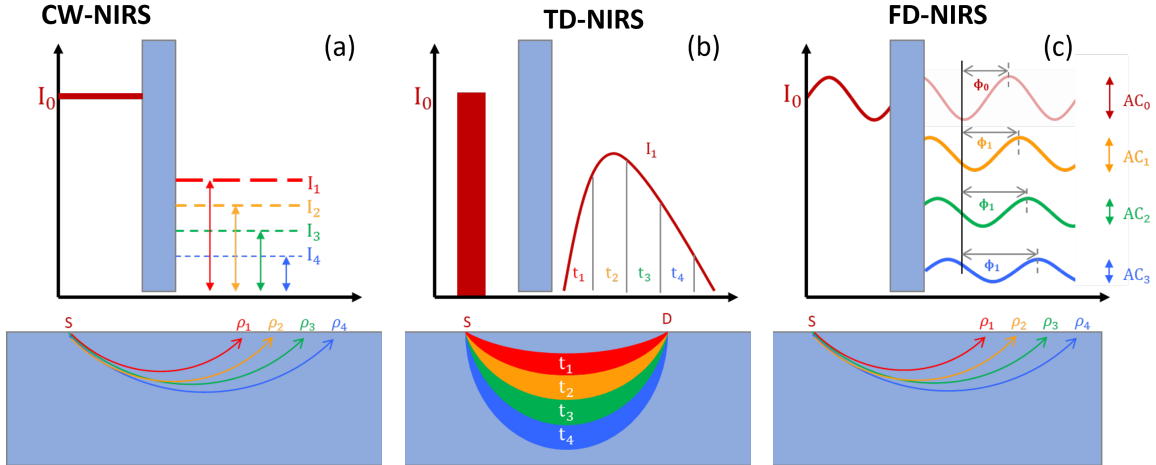 CW-NIRS
(a)
I₀
I₁
I₂
I₃
I₄
S
ρ₁
ρ₂
ρ₃
ρ₄
TD-NIRS
(b)
I₀
I₁
t₁
t₂
t₃
t₄
S
D
t₁
t₂
t₃
t₄
FD-NIRS
(c)
I₀
ϕ₀
AC₀
ϕ₁
AC₁
ϕ₁
AC₂
ϕ₁
AC₃
S
ρ₁
ρ₂
ρ₃
ρ₄